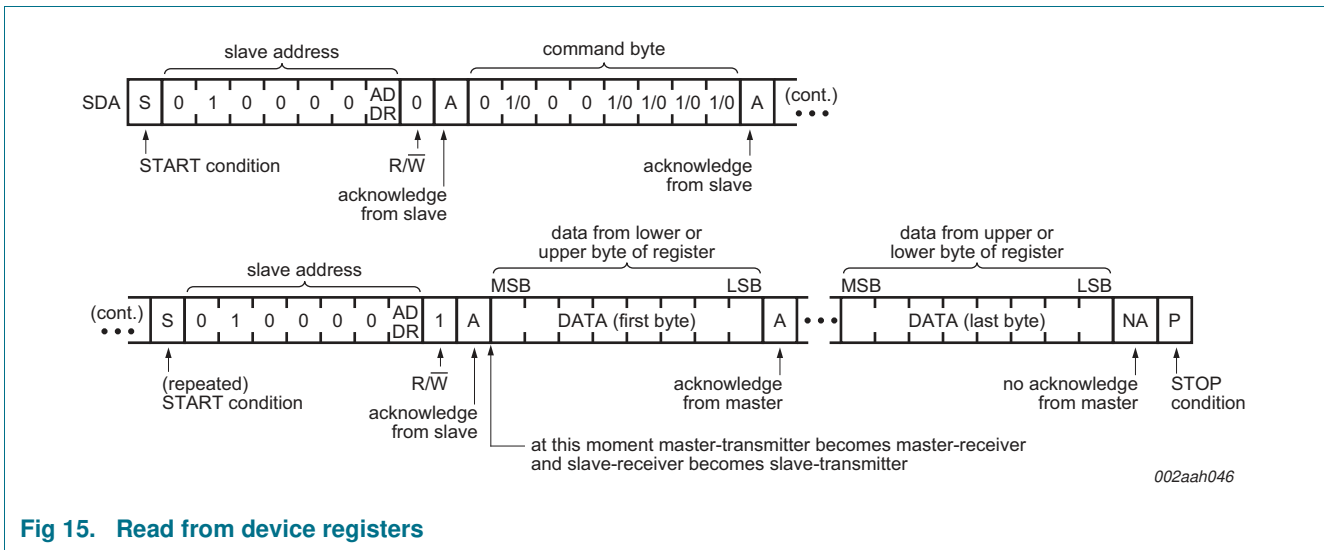 slave address
command byte
SDA S 0 1 0 0 0 0 AD DR 0 A 0 1/0 0 0 1/0 1/0 1/0 1/0 A (cont.)
START condition
R/W
acknowledge
from slave
acknowledge
from slave
data from lower or
upper byte of register
data from upper or
lower byte of register
slave address
MSB LSB MSB LSB
(cont.) S 0 1 0 0 0 0 AD DR 1 A DATA (first byte) A DATA (last byte) NA P
(repeated)
START condition
R/W
acknowledge
from slave
acknowledge
from master
no acknowledge
from master
STOP
condition
at this moment master-transmitter becomes master-receiver
and slave-receiver becomes slave-transmitter
002aah046
Fig 15. Read from device registers